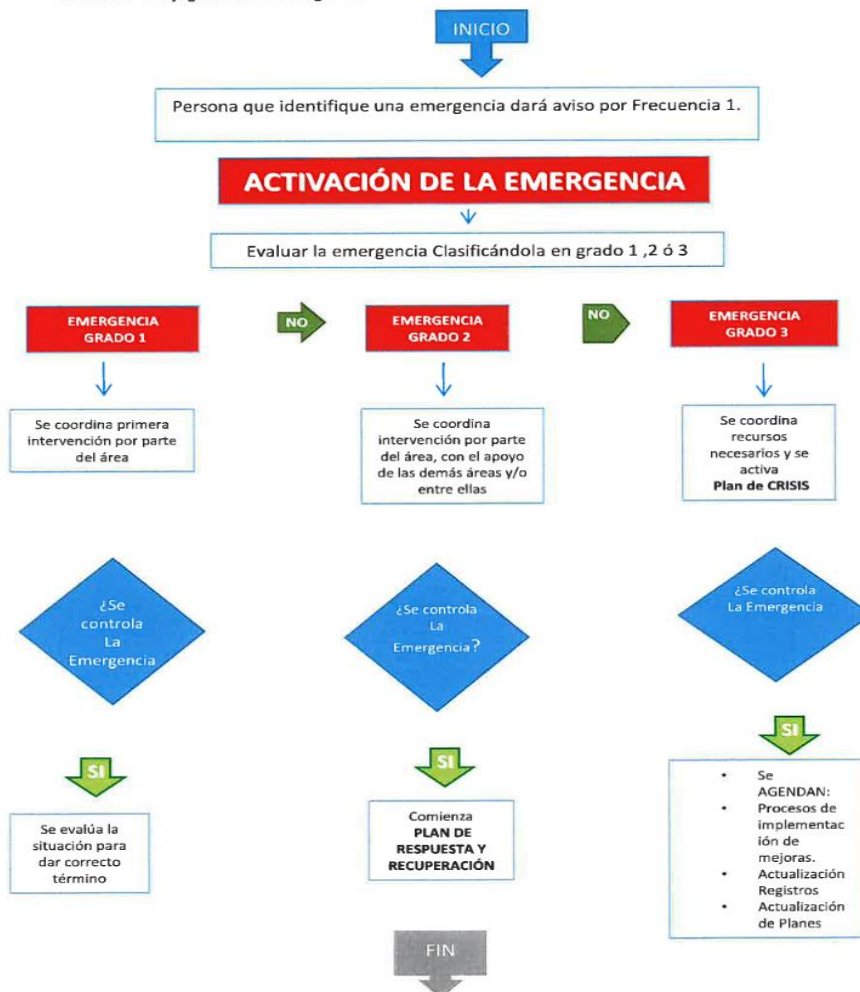 INICIO
Persona que identifique una emergencia dará aviso por Frecuencia 1.
ACTIVACIÓN DE LA EMERGENCIA
Evaluar la emergencia Clasificándola en grado 1 ,2 ó 3
EMERGENCIA
GRADO 1
NO
EMERGENCIA
GRADO 2
NO
EMERGENCIA
GRADO 3
Se coordina primera
intervención por parte
del área
Se coordina
intervención por parte
del área, con el apoyo
de las demás áreas y/o
entre ellas
Se coordina
recursos
necesarios y se
activa
Plan de CRISIS
¿Se
controla
La
Emergencia
¿Se controla
La
Emergencia?
¿Se controla
La Emergencia
SI
SI
SI
Se evalúa la
situación para
dar correcto
término
Comienza
PLAN DE
RESPUESTA Y
RECUPERACIÓN
• Se
AGENDAN:
• Procesos de
implementac
ión de
mejoras.
• Actualización
Registros
• Actualización
de Planes
FIN